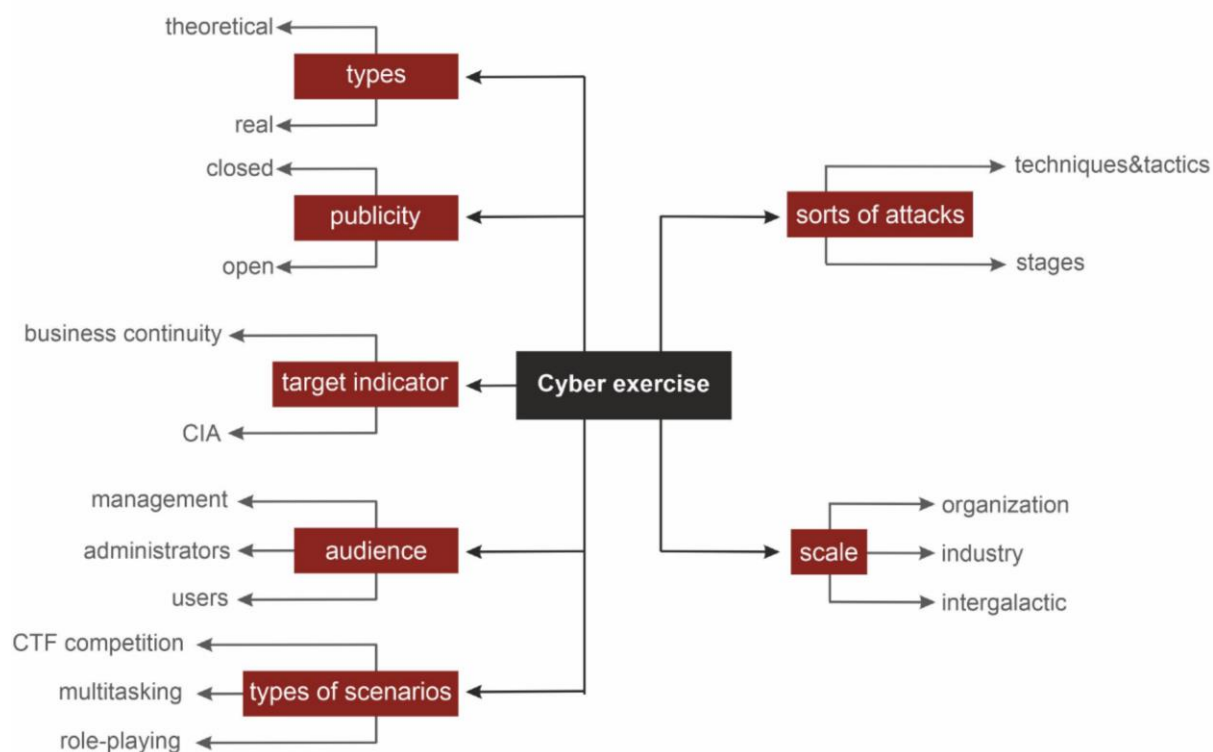 theoretical
types
real
closed
publicity
open
business continuity
target indicator
CIA
management
administrators
audience
users
CTF competition
multitasking
types of scenarios
role-playing
Cyber exercise
techniques&tactics
sorts of attacks
stages
organization
scale
industry
intergalactic